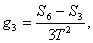 g₃ = (S₆ − S₃) / 3T²,